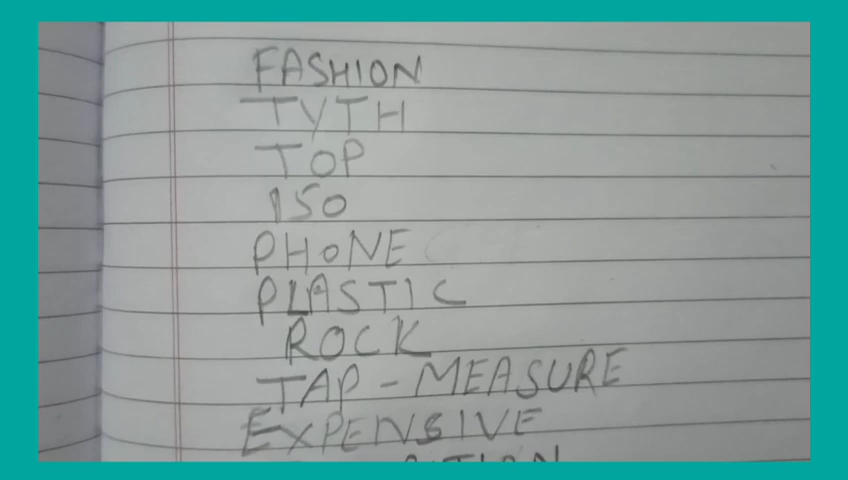 FASHION
TYTH
TOP
150
PHONE
PLASTIC
ROCK
TAP - MEASURE
EXPENSIVE